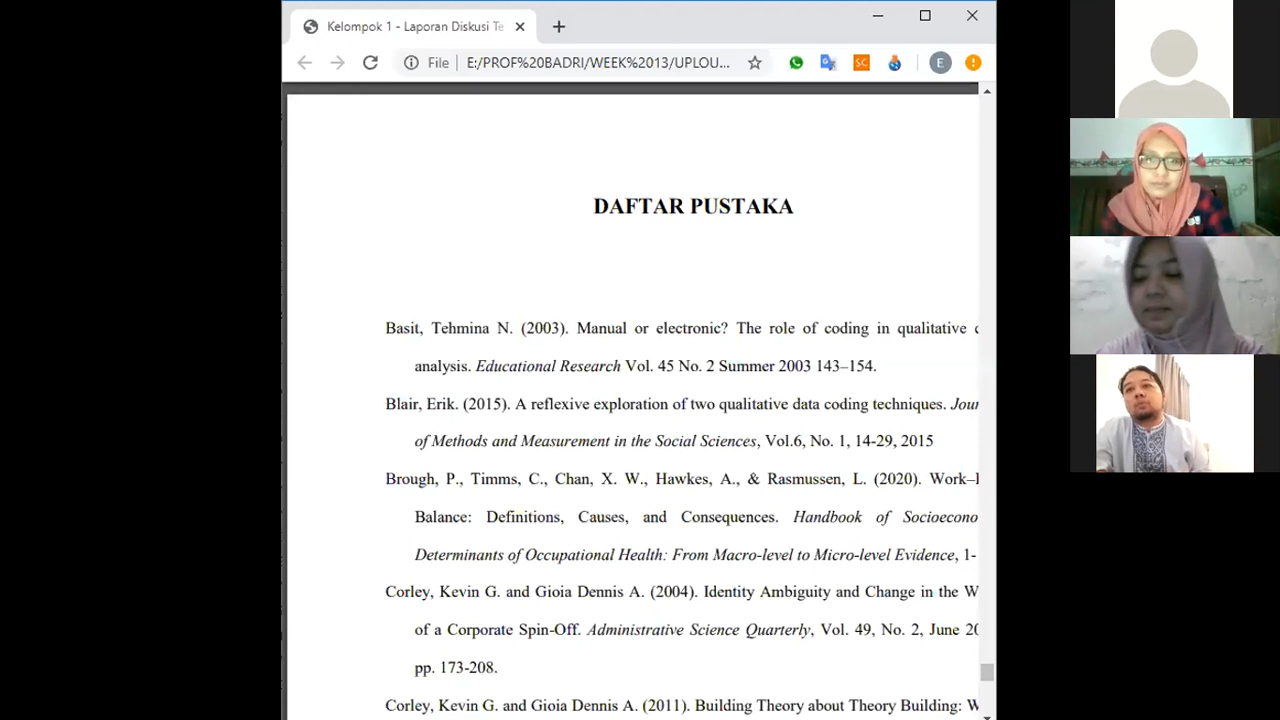 Kelompok 1 - Laporan Diskusi Te
File
E:/PROF%20BADRI/WEEK%2013/UPLOU...
SC
E
DAFTAR PUSTAKA
Basit, Tehmina N. (2003). Manual or electronic? The role of coding in qualitative
analysis. Educational Research Vol. 45 No. 2 Summer 2003 143–154.
Blair, Erik. (2015). A reflexive exploration of two qualitative data coding techniques. Jour
of Methods and Measurement in the Social Sciences, Vol.6, No. 1, 14-29, 2015
Brough, P., Timms, C., Chan, X. W., Hawkes, A., & Rasmussen, L. (2020). Work–
Balance: Definitions, Causes, and Consequences. Handbook of Socioecono
Determinants of Occupational Health: From Macro-level to Micro-level Evidence, 1-
Corley, Kevin G. and Gioia Dennis A. (2004). Identity Ambiguity and Change in the W
of a Corporate Spin-Off. Administrative Science Quarterly, Vol. 49, No. 2, June 20
pp. 173-208.
Corley, Kevin G. and Gioia Dennis A. (2011). Building Theory about Theory Building: W